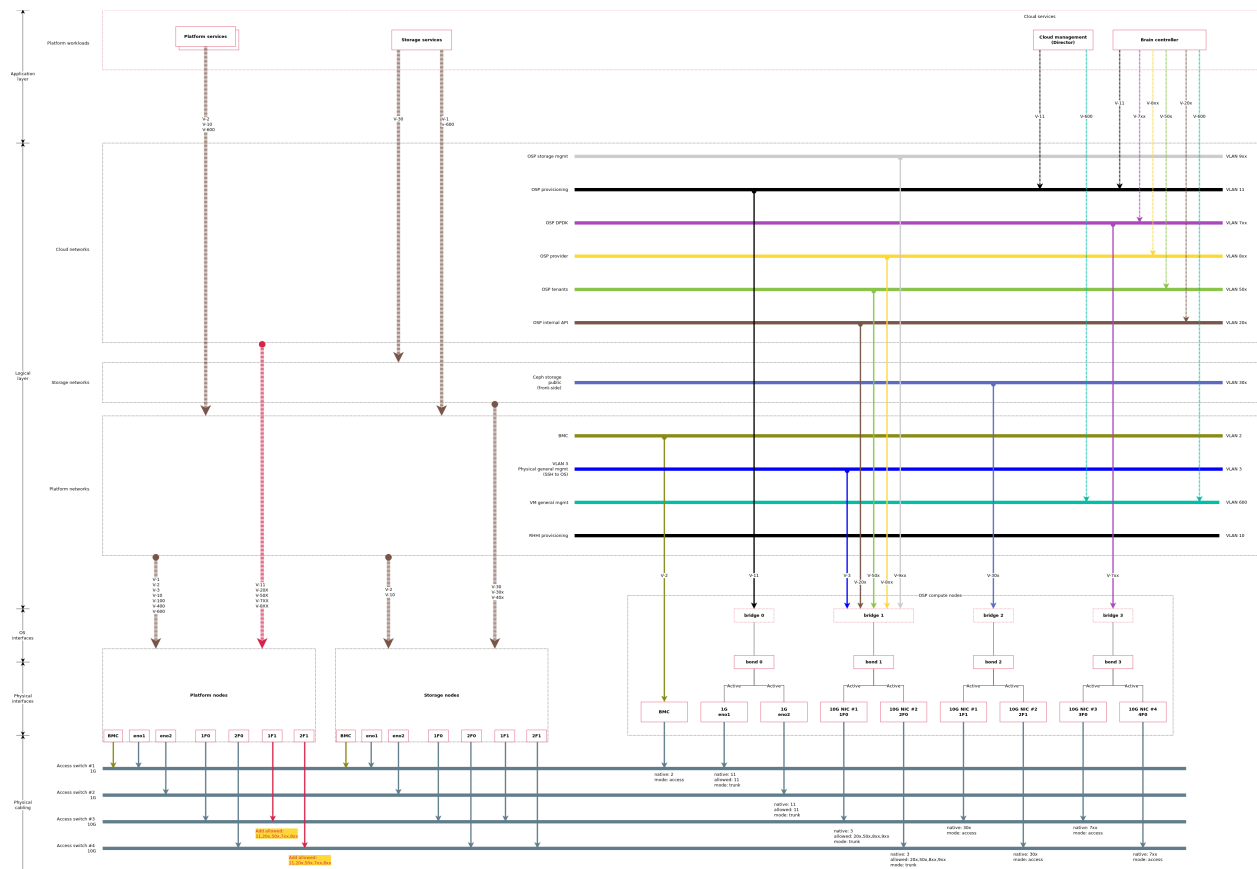 Cloud services
Platform workloads
Platform services
Storage services
Cloud management
(Director)
Brain controller
Application
layer
V-2
V-10
V-600
V-30
V-1
V-600
V-11
V-600
V-11
V-7xx
V-8xx
V-50x
V-20x
V-600
OSP storage mgmt
VLAN 9xx
OSP provisioning
VLAN 11
OSP DPDK
VLAN 7xx
Cloud networks
OSP provider
VLAN 8xx
OSP tenants
VLAN 50x
OSP internal API
VLAN 20x
Logical
layer
Storage networks
Ceph storage
public
(front-side)
VLAN 30x
BMC
VLAN 2
VLAN 3
Physical general mgmt
(SSH to OS)
VLAN 3
Platform networks
VM general mgmt
VLAN 600
RHHI provisioning
VLAN 10
V-1
V-2
V-3
V-10
V-100
V-400
V-600
V-11
V-20X
V-50X
V-7XX
V-8XX
V-2
V-10
V-30
V-30x
V-40x
V-2
V-11
V-3
V-20x
V-50x
V-8xx
V-9xx
V-30x
V-7xx
OSP compute nodes
OS
interfaces
bridge 0
bridge 1
bridge 2
bridge 3
bond 0
bond 1
bond 2
bond 3
Active
Active
Active
Active
Active
Active
Active
Active
Physical
interfaces
Platform nodes
Storage nodes
BMC
1G
eno1
1G
eno2
10G NIC #1
1F0
10G NIC #2
2F0
10G NIC #1
1F1
10G NIC #2
2F1
10G NIC #3
3F0
10G NIC #4
4F0
BMC
eno1
eno2
1F0
2F0
1F1
2F1
BMC
eno1
eno2
1F0
2F0
1F1
2F1
Access switch #1
1G
native: 2
mode: access
native: 11
allowed: 11
mode: trunk
Access switch #2
1G
Physical
cabling
native: 11
allowed: 11
mode: trunk
Access switch #3
10G
Add allowed:
11,20x,50x,7xx,8xx
native: 3
allowed: 20x,50x,8xx,9xx
mode: trunk
native: 30x
mode: access
native: 7xx
mode: access
Access switch #4
10G
Add allowed:
11,20x,50x,7xx,8xx
native: 3
allowed: 20x,50x,8xx,9xx
mode: trunk
native: 30x
mode: access
native: 7xx
mode: access